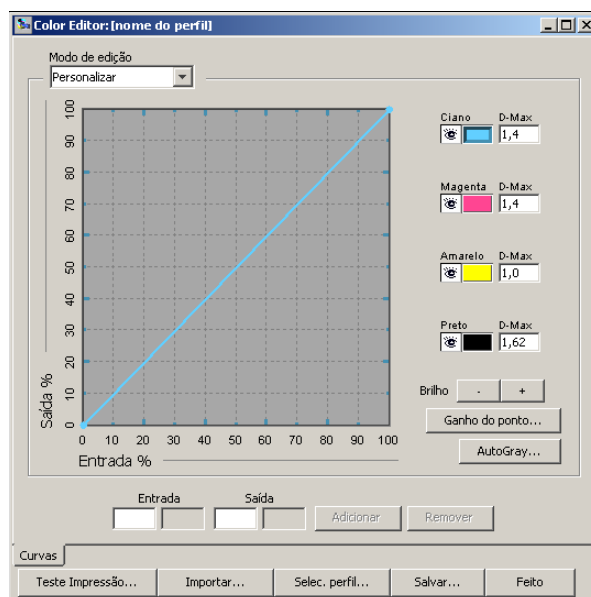 Color Editor: [nome do perfil]
Modo de edição
Personalizar
Ciano D-Max
1,4
Magenta D-Max
1,4
Amarelo D-Max
1,0
Preto D-Max
1,62
100
90
80
70
60
50
40
30
20
10
0
Saída %
0 10 20 30 40 50 60 70 80 90 100
Entrada %
Brilho - +
Ganho do ponto...
AutoGray...
Entrada Saída
Adicionar Remover
Curvas
Teste Impressão... Importar... Selec. perfil... Salvar... Feito